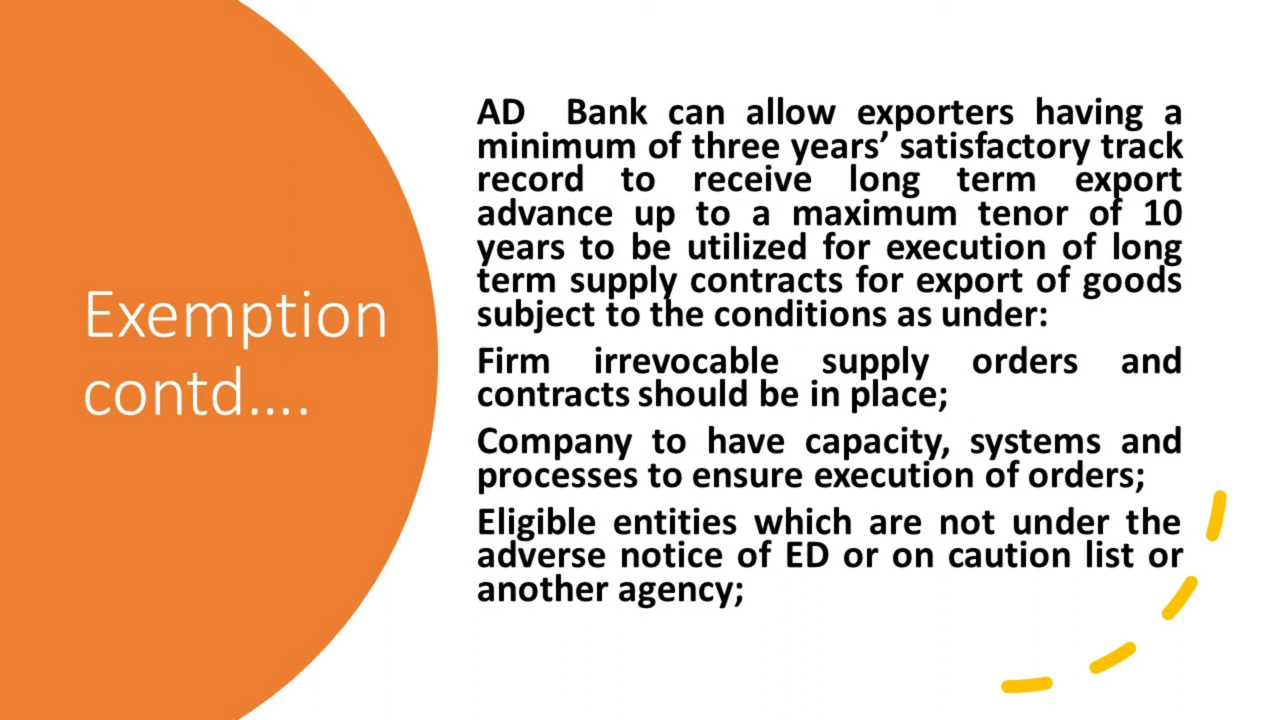 Exemption
contd....
AD Bank can allow exporters having a
minimum of three years’ satisfactory track
record to receive long term export
advance up to a maximum tenor of 10
years to be utilized for execution of long
term supply contracts for export of goods
subject to the conditions as under:
Firm irrevocable supply orders and
contracts should be in place;
Company to have capacity, systems and
processes to ensure execution of orders;
Eligible entities which are not under the
adverse notice of ED or on caution list or
another agency;